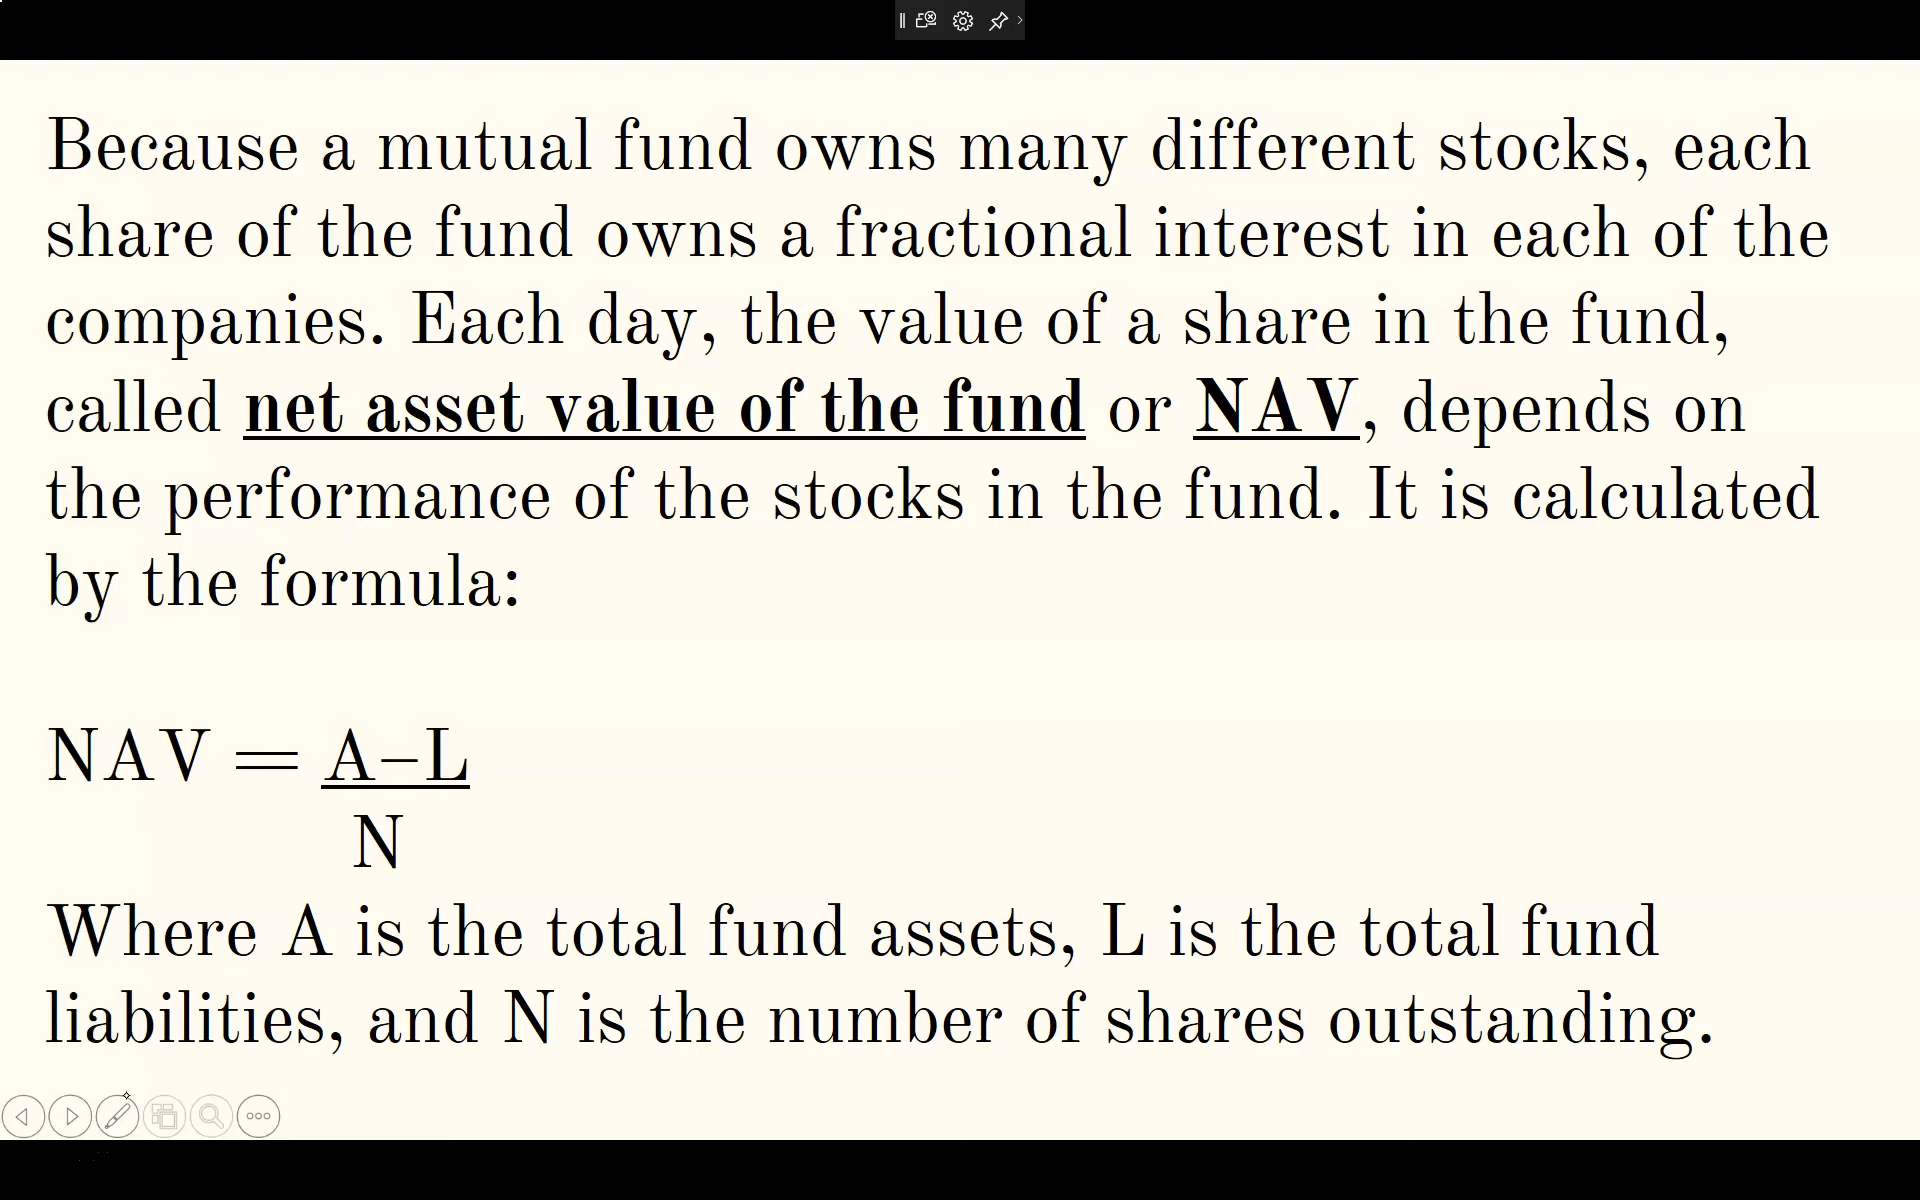 Because a mutual fund owns many different stocks, each
share of the fund owns a fractional interest in each of the
companies. Each day, the value of a share in the fund,
called net asset value of the fund or NAV, depends on
the performance of the stocks in the fund. It is calculated
by the formula:
NAV = A–L
N
Where A is the total fund assets, L is the total fund
liabilities, and N is the number of shares outstanding.